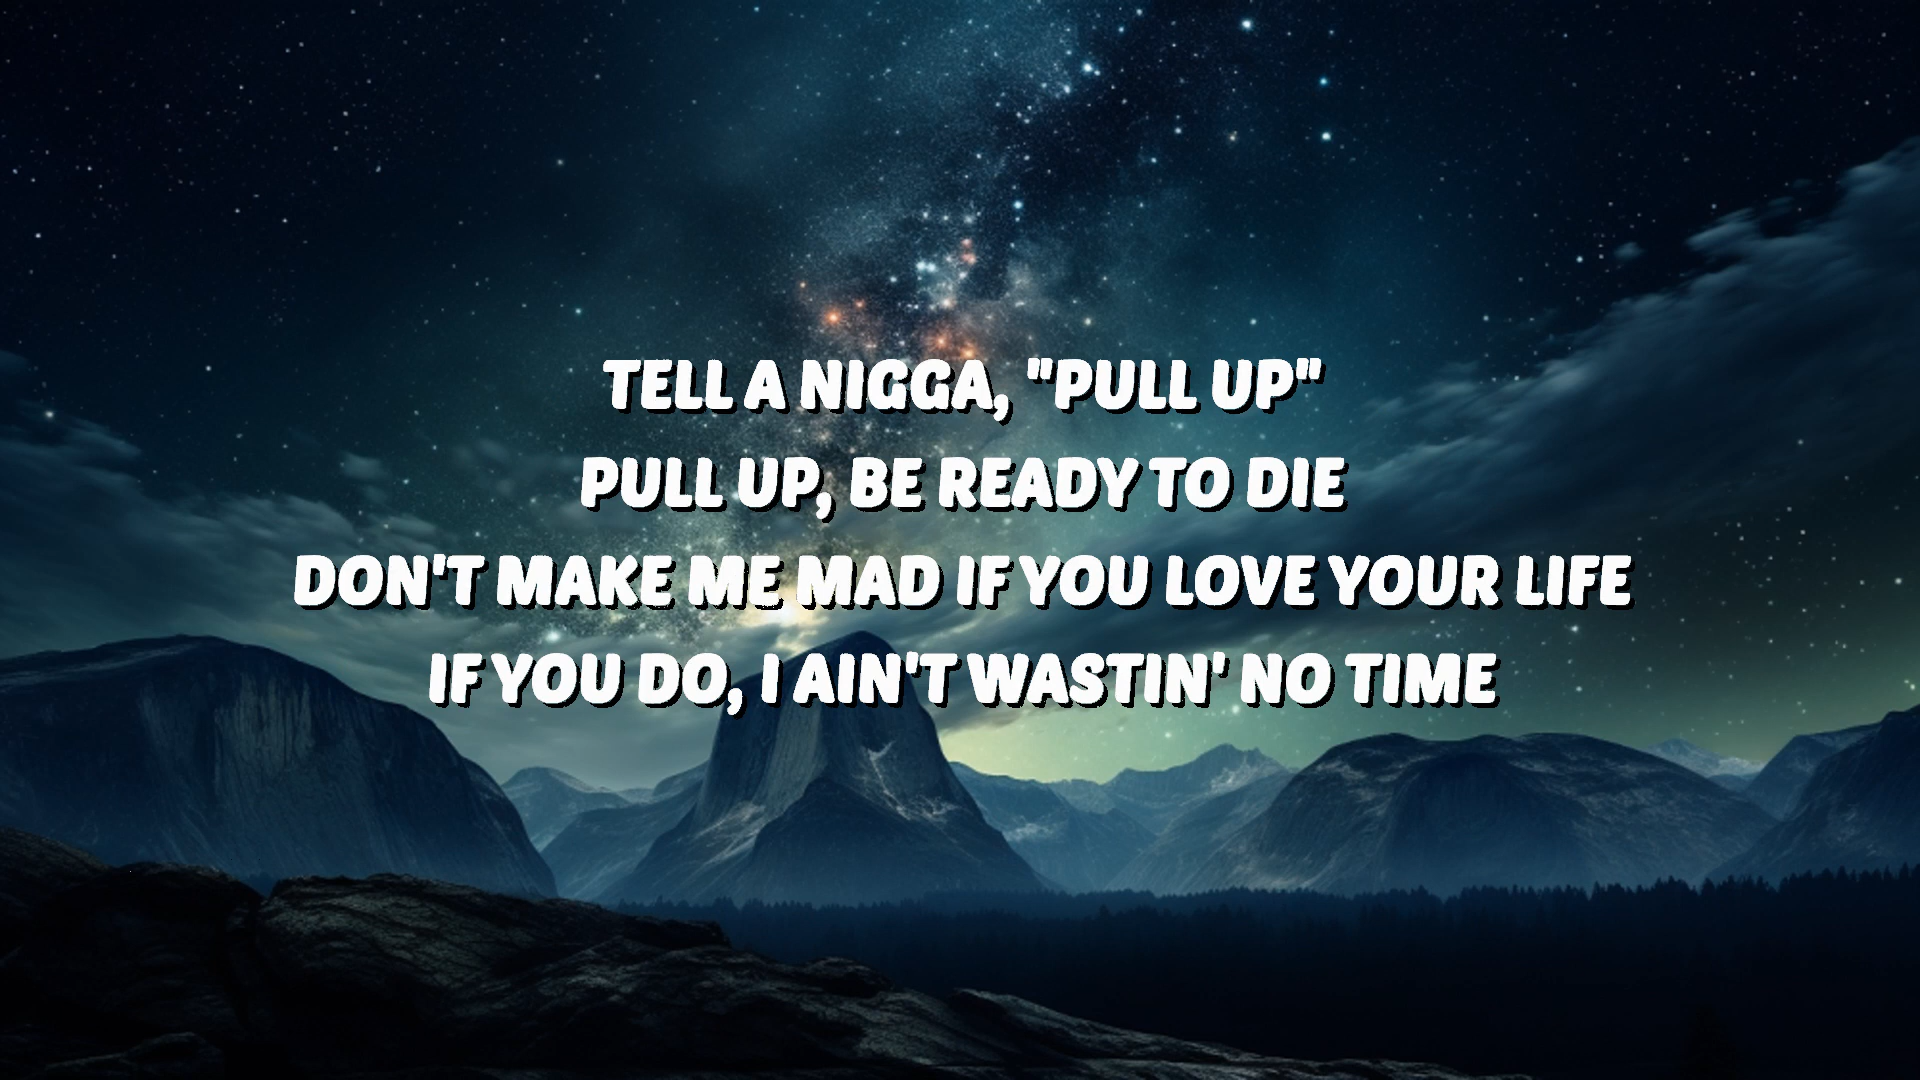 TELL A NIGGA, "PULL UP"
PULL UP, BE READY TO DIE
DON'T MAKE ME MAD IF YOU LOVE YOUR LIFE
IF YOU DO, I AIN'T WASTIN' NO TIME